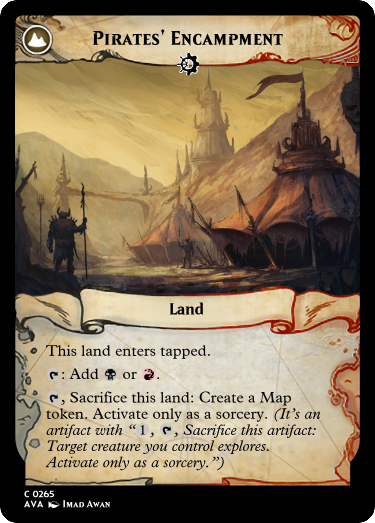 Pirates' Encampment
Land
This land enters tapped.
: Add or .
, Sacrifice this land: Create a Map
token. Activate only as a sorcery. (It's an
artifact with “1, , Sacrifice this artifact:
Target creature you control explores.
Activate only as a sorcery.”)
C 0265
AVA Imad Awan